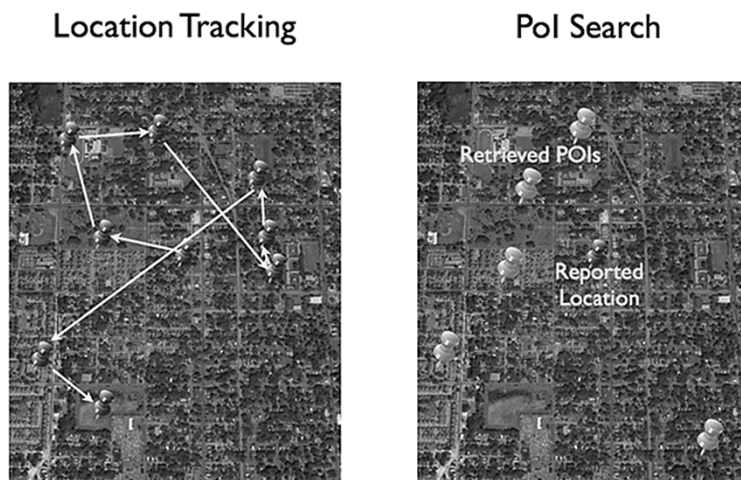 Location Tracking
PoI Search
Retrieved POIs
Reported
Location